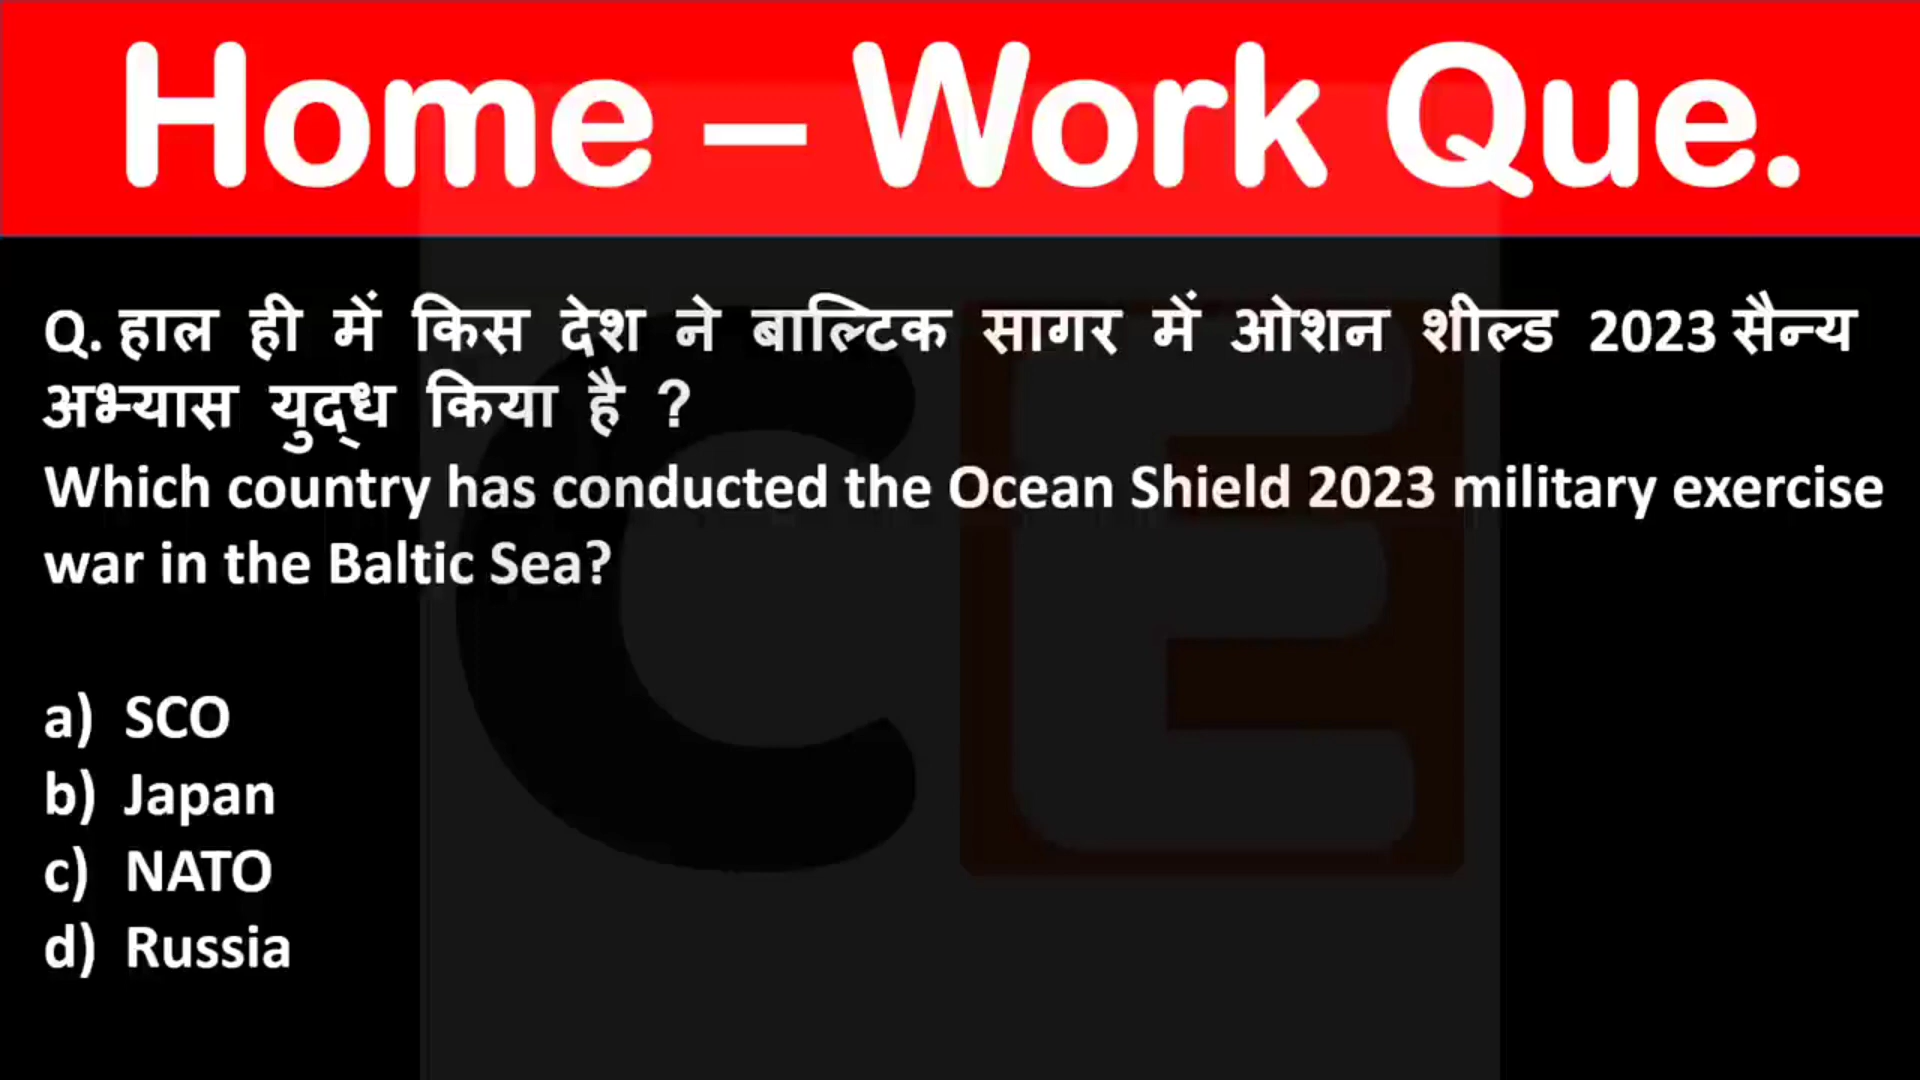 Home – Work Que.
Q. हाल ही में किस देश ने बाल्टिक सागर में ओशन शील्ड 2023 सैन्य
अभ्यास युद्ध किया है ?
Which country has conducted the Ocean Shield 2023 military exercise
war in the Baltic Sea?
a) SCO
b) Japan
c) NATO
d) Russia
CE